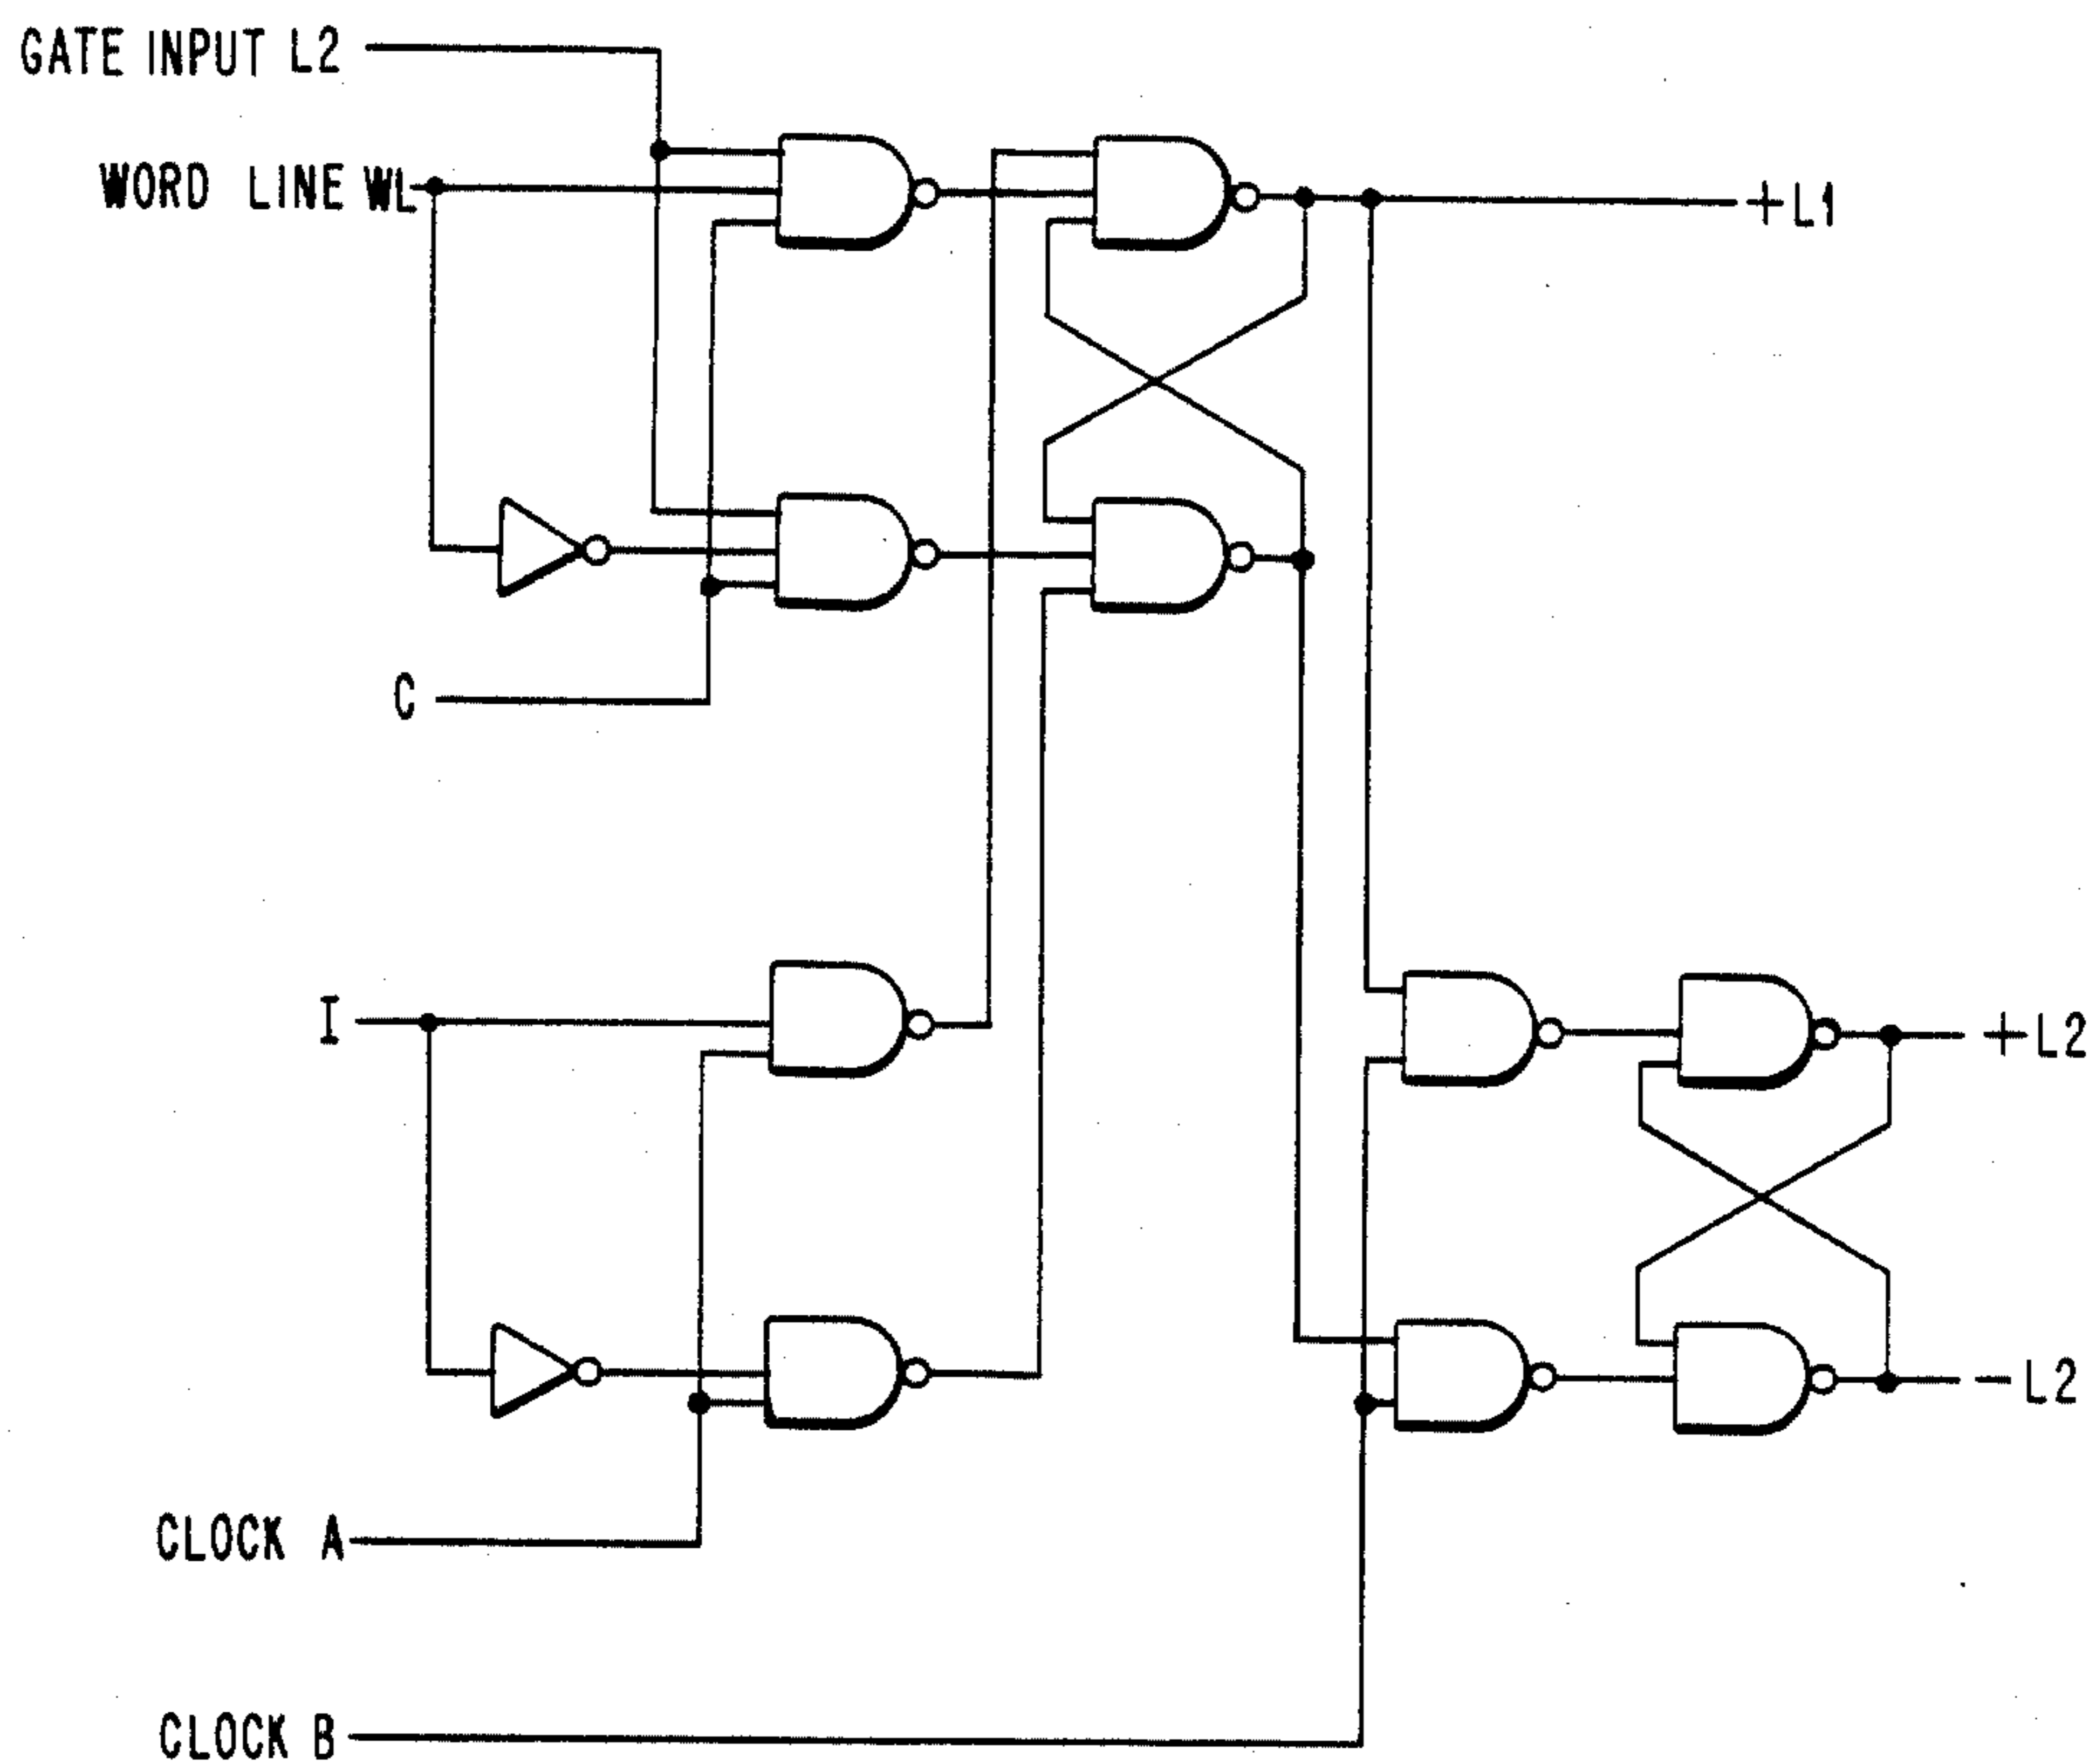 GATE INPUT L2
WORD LINE WL
+L1
C
I
+L2
-L2
CLOCK A
CLOCK B